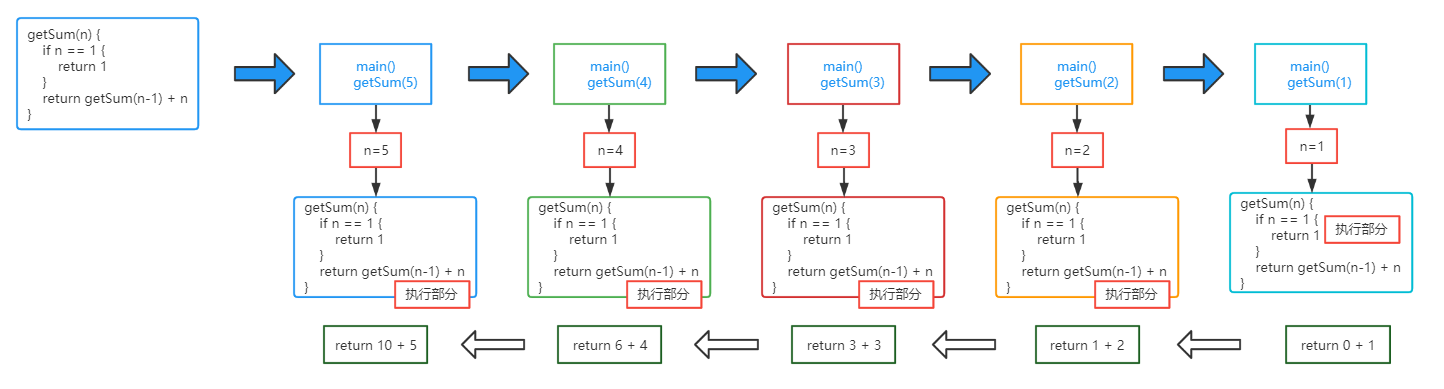 getSum(n) {
if n == 1 {
return 1
}
return getSum(n-1) + n
}
main()
getSum(5)
main()
getSum(4)
main()
getSum(3)
main()
getSum(2)
main()
getSum(1)
n=5
n=4
n=3
n=2
n=1
getSum(n) {
if n == 1 {
return 1
}
return getSum(n-1) + n
}
执行部分
getSum(n) {
if n == 1 {
return 1
}
return getSum(n-1) + n
}
执行部分
getSum(n) {
if n == 1 {
return 1
}
return getSum(n-1) + n
}
执行部分
getSum(n) {
if n == 1 {
return 1
}
return getSum(n-1) + n
}
执行部分
getSum(n) {
if n == 1 {
return 1
执行部分
}
return getSum(n-1) + n
}
return 10 + 5
return 6 + 4
return 3 + 3
return 1 + 2
return 0 + 1